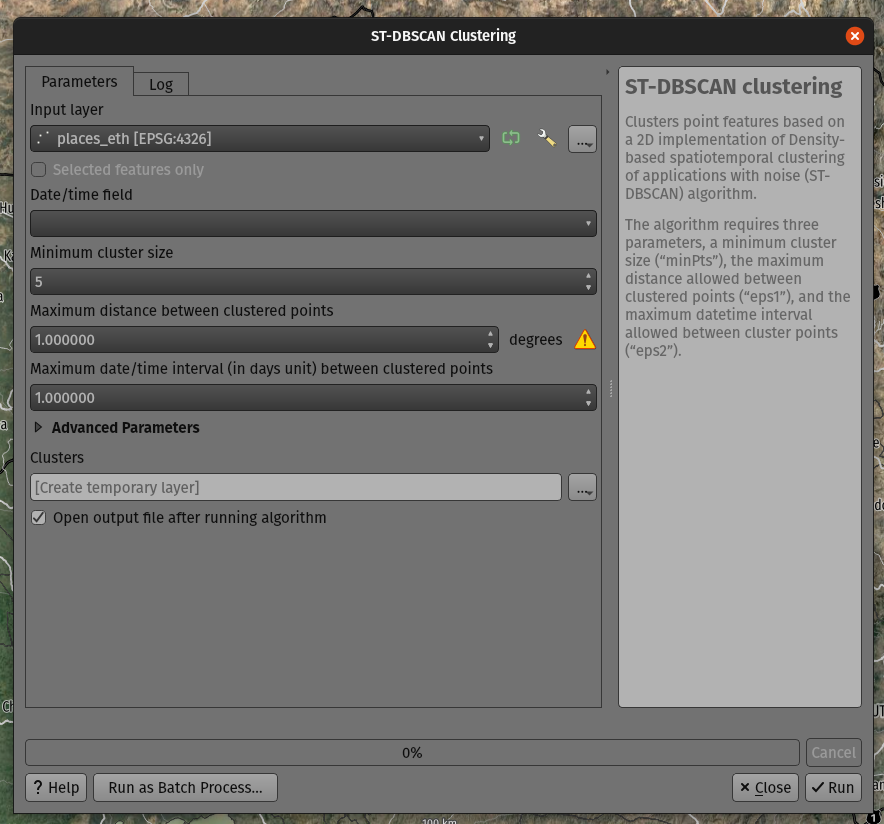 ST-DBSCAN Clustering
Parameters
Log
Input layer
places_eth [EPSG:4326]
...
Selected features only
Date/time field
Minimum cluster size
5
Maximum distance between clustered points
1.000000
degrees
Maximum date/time interval (in days unit) between clustered points
1.000000
Advanced Parameters
Clusters
[Create temporary layer]
...
Open output file after running algorithm
ST-DBSCAN clustering
Clusters point features based on
a 2D implementation of Density-
based spatiotemporal clustering
of applications with noise (ST-
DBSCAN) algorithm.
The algorithm requires three
parameters, a minimum cluster
size (“minPts”), the maximum
distance allowed between
clustered points (“eps1”), and the
maximum datetime interval
allowed between cluster points
(“eps2”).
0%
Cancel
? Help
Run as Batch Process...
Close
Run
100 km
1